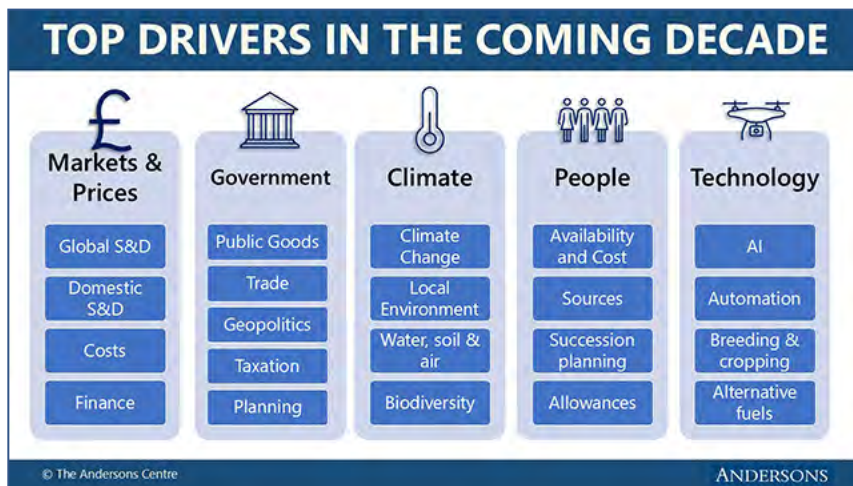 TOP DRIVERS IN THE COMING DECADE
£
Markets &
Prices
Global S&D
Domestic
S&D
Costs
Finance
Government
Public Goods
Trade
Geopolitics
Taxation
Planning
Climate
Climate
Change
Local
Environment
Water, soil &
air
Biodiversity
People
Availability
and Cost
Sources
Succession
planning
Allowances
Technology
AI
Automation
Breeding &
cropping
Alternative
fuels
© The Andersons Centre
ANDERSONS